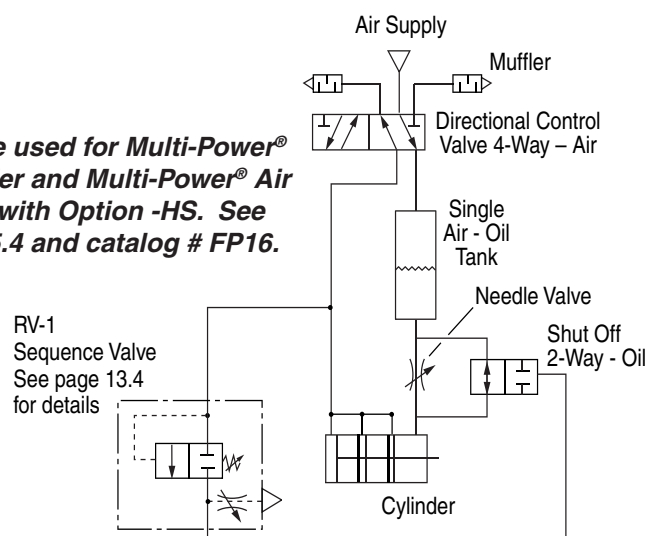 Air Supply
Muffler
Directional Control
Valve 4-Way – Air
e used for Multi-Power®
er and Multi-Power® Air
with Option -HS. See
5.4 and catalog # FP16.
Single
Air - Oil
Tank
Needle Valve
Shut Off
2-Way - Oil
RV-1
Sequence Valve
See page 13.4
for details
Cylinder